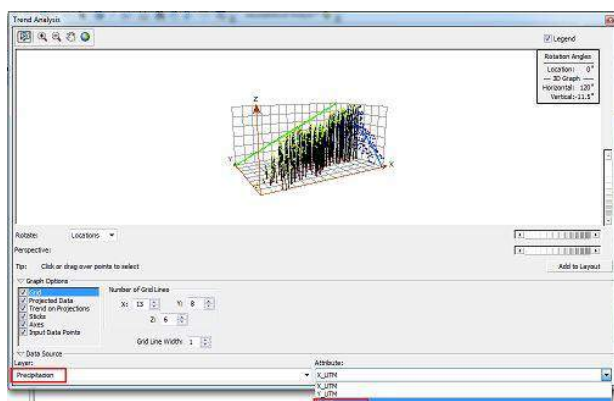 Trend Analysis
Legend
Rotation Angles
Location: 0°
3D Graph
Horizontal: 120°
Vertical: -11.5°
Z
Y
X
Rotate: Locations
Perspective:
Tip: Click or drag over points to select
Add to Layout
Graph Options
Grid
Projected Data
Trend on Projections
Sticks
Axes
Input Data Points
Number of Grid Lines
X: 13 Y: 8
Z: 6
Grid Line Width: 1
Data Source
Layer: Attribute:
Precipitacion X_UTM
X_UTM
Y_UTM